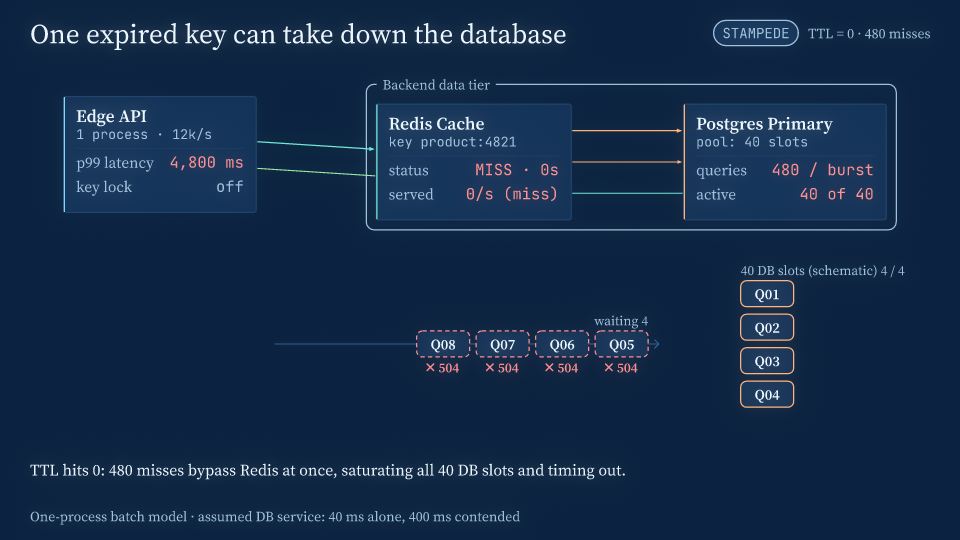 One expired key can take down the database
STAMPEDE
TTL = 0 · 480 misses
Backend data tier
Edge API
1 process · 12k/s
p99 latency 4,800 ms
key lock off
Redis Cache
key product:4821
status MISS · 0s
served 0/s (miss)
Postgres Primary
pool: 40 slots
queries 480 / burst
active 40 of 40
40 DB slots (schematic) 4 / 4
Q01
Q02
Q03
Q04
waiting 4
Q08 Q07 Q06 Q05
× 504 × 504 × 504 × 504
TTL hits 0: 480 misses bypass Redis at once, saturating all 40 DB slots and timing out.
One-process batch model · assumed DB service: 40 ms alone, 400 ms contended